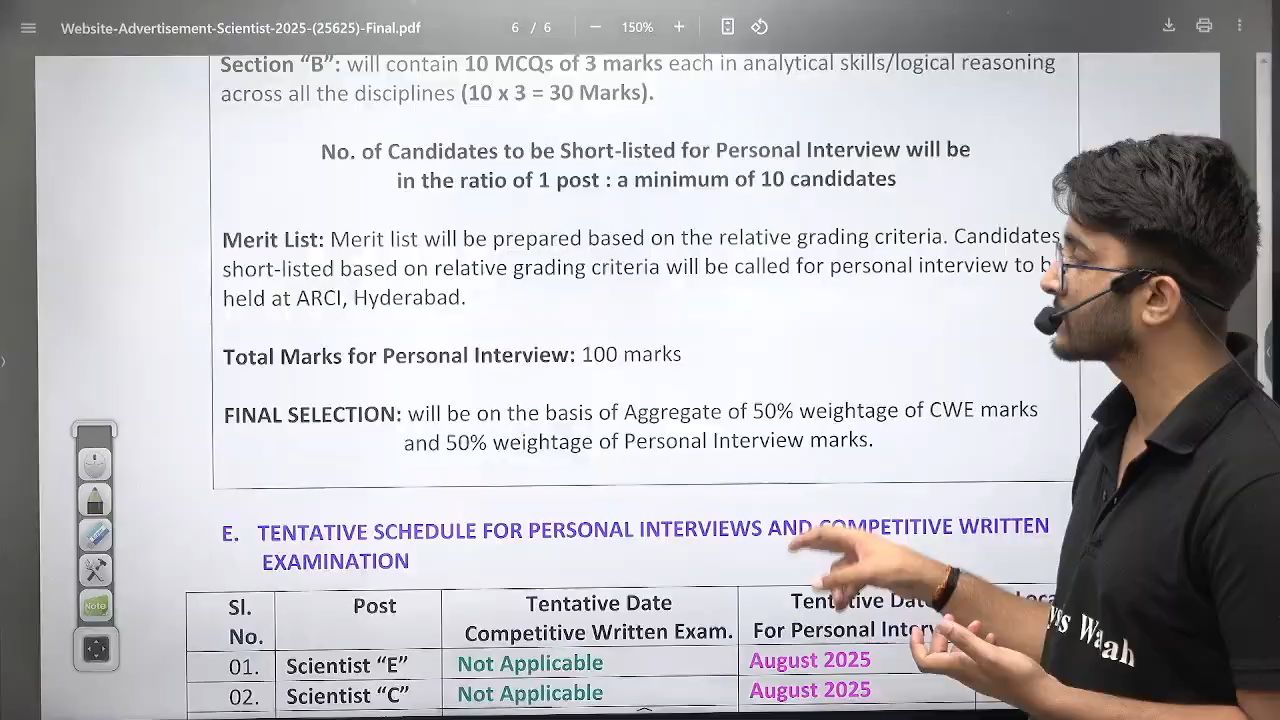 Website-Advertisement-Scientist-2025-(25625)-Final.pdf
6 / 6
150%
Section “B”: will contain 10 MCQs of 3 marks each in analytical skills/logical reasoning
across all the disciplines (10 x 3 = 30 Marks).
No. of Candidates to be Short-listed for Personal Interview will be
in the ratio of 1 post : a minimum of 10 candidates
Merit List: Merit list will be prepared based on the relative grading criteria. Candidates
short-listed based on relative grading criteria will be called for personal interview to
held at ARCI, Hyderabad.
Total Marks for Personal Interview: 100 marks
FINAL SELECTION: will be on the basis of Aggregate of 50% weightage of CWE marks
and 50% weightage of Personal Interview marks.
E. TENTATIVE SCHEDULE FOR PERSONAL INTERVIEWS AND COMPETITIVE WRITTEN
EXAMINATION
Sl. No.
Post
Tentative Date
Competitive Written Exam.
Tentative Dat
For Personal Interv
01. Scientist “E” Not Applicable August 2025
02. Scientist “C” Not Applicable August 2025
Note
Wallah